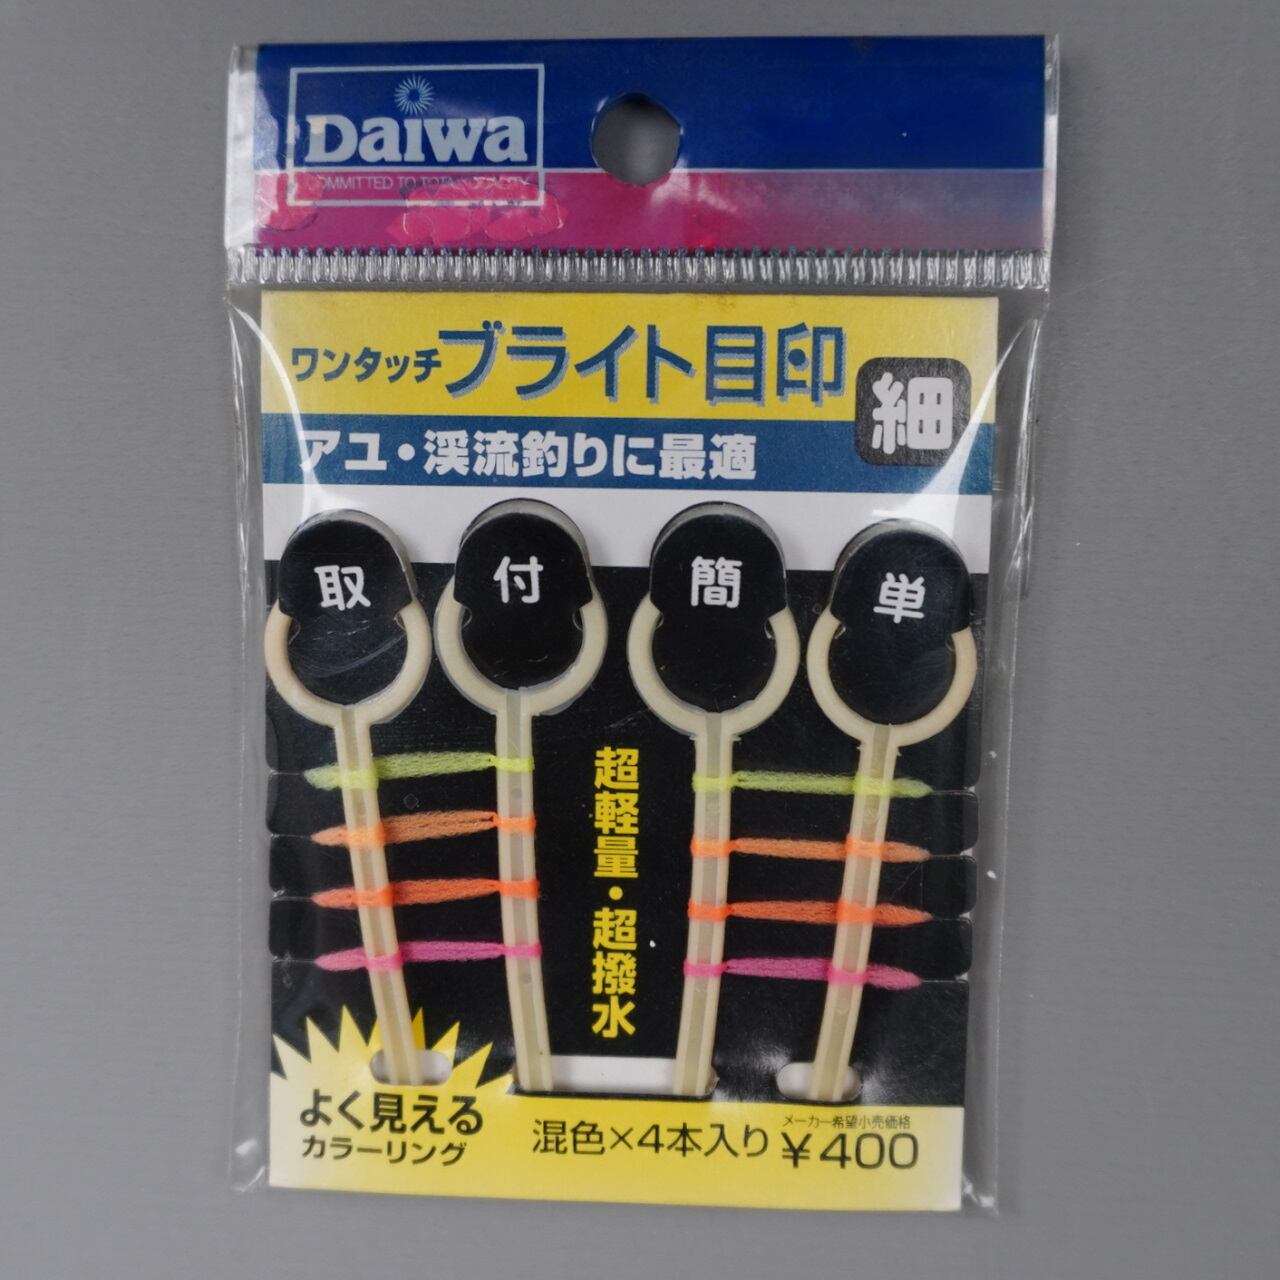 Daiwa
COMMITTED TO TOTAL QUALITY
ワンタッチブライト目印
細
アユ・渓流釣りに最適
取付簡単
超軽量・超撥水
よく見える
カラーリング
混色×4本入り
メーカー希望小売価格
¥400